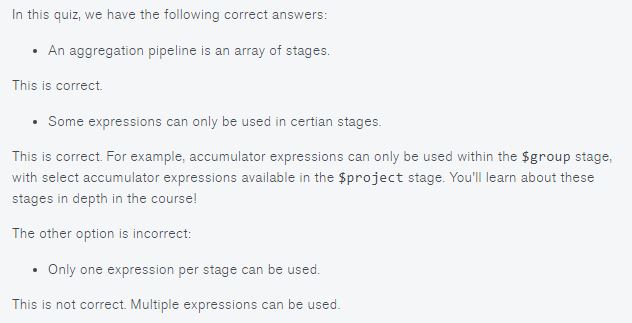 In this quiz, we have the following correct answers:
• An aggregation pipeline is an array of stages.
This is correct.
• Some expressions can only be used in certian stages.
This is correct. For example, accumulator expressions can only be used within the $group stage,
with select accumulator expressions available in the $project stage. You'll learn about these
stages in depth in the course!
The other option is incorrect:
• Only one expression per stage can be used.
This is not correct. Multiple expressions can be used.